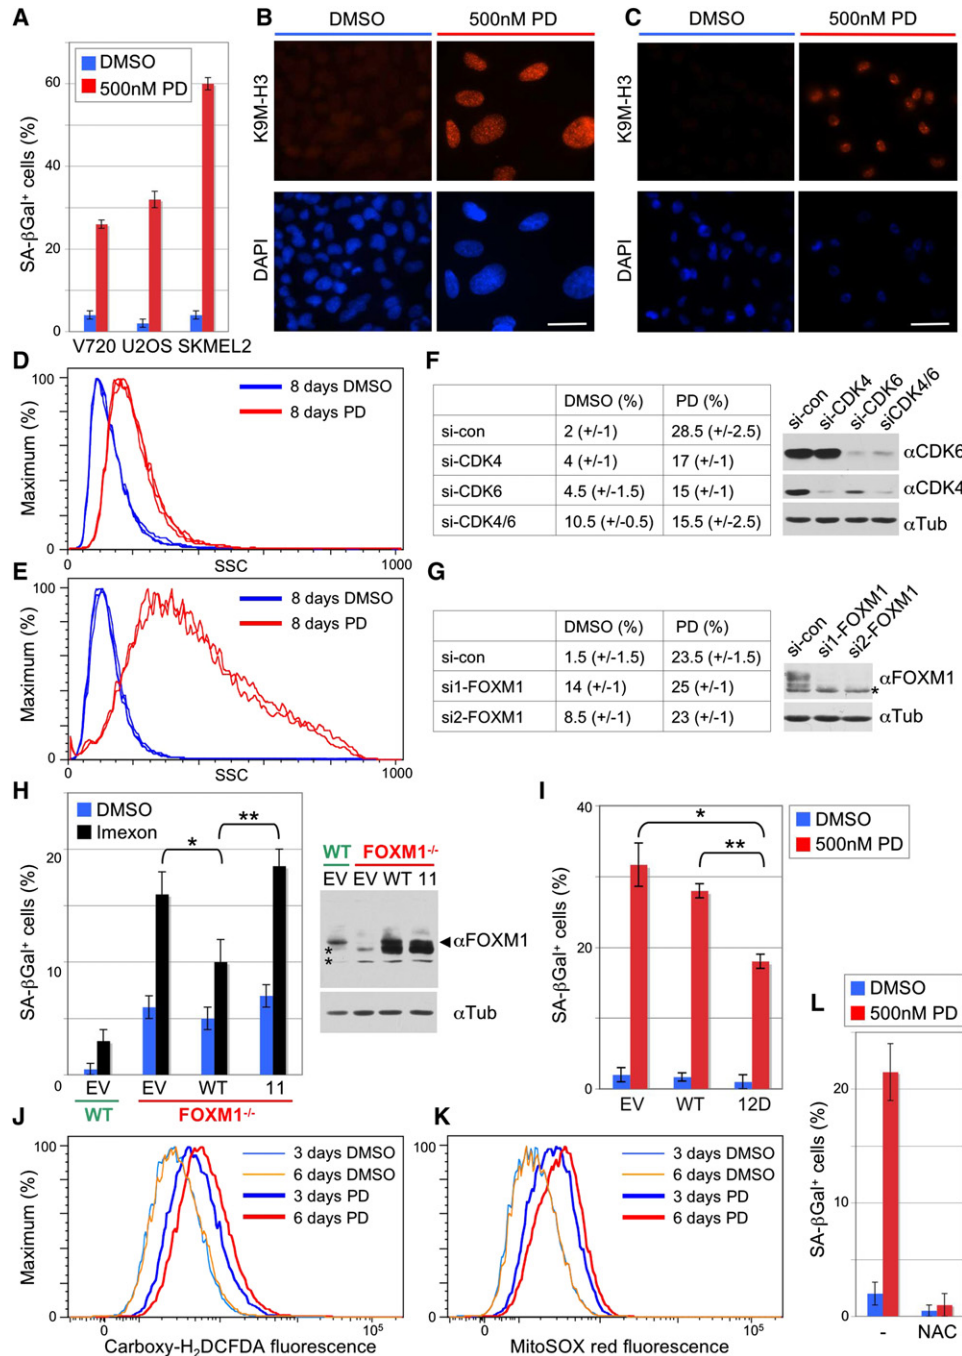 A
DMSO
500nM PD
SA-βGal⁺ cells (%)
60
40
20
0
V720 U2OS SKMEL2
B
DMSO
500nM PD
K9M-H3
DAPI
C
DMSO
500nM PD
K9M-H3
DAPI
D
Maximum (%)
100
0
8 days DMSO
8 days PD
0
SSC
1000
E
Maximum (%)
100
0
8 days DMSO
8 days PD
0
SSC
1000
F
DMSO (%) PD (%)
si-con 2 (+/-1) 28.5 (+/-2.5)
si-CDK4 4 (+/-1) 17 (+/-1)
si-CDK6 4.5 (+/-1.5) 15 (+/-1)
si-CDK4/6 10.5 (+/-0.5) 15.5 (+/-2.5)
si-con si-CDK4 si-CDK6 siCDK4/6
αCDK6
αCDK4
αTub
G
DMSO (%) PD (%)
si-con 1.5 (+/-1.5) 23.5 (+/-1.5)
si1-FOXM1 14 (+/-1) 25 (+/-1)
si2-FOXM1 8.5 (+/-1) 23 (+/-1)
si-con si1-FOXM1 si2-FOXM1
αFOXM1
*
αTub
H
DMSO
Imexon
SA-βGal⁺ cells (%)
20
10
0
* **
EV EV WT 11
WT FOXM1-/-
WT FOXM1-/-
EV EV WT 11
αFOXM1
*
*
αTub
I
DMSO
500nM PD
SA-βGal⁺ cells (%)
40
20
0
*
**
EV WT 12D
J
Maximum (%)
100
0
3 days DMSO
6 days DMSO
3 days PD
6 days PD
0 10⁵
Carboxy-H₂DCFDA fluorescence
K
100
0
3 days DMSO
6 days DMSO
3 days PD
6 days PD
0 10⁵
MitoSOX red fluorescence
L
DMSO
500nM PD
SA-βGal⁺ cells (%)
20
10
0
- NAC